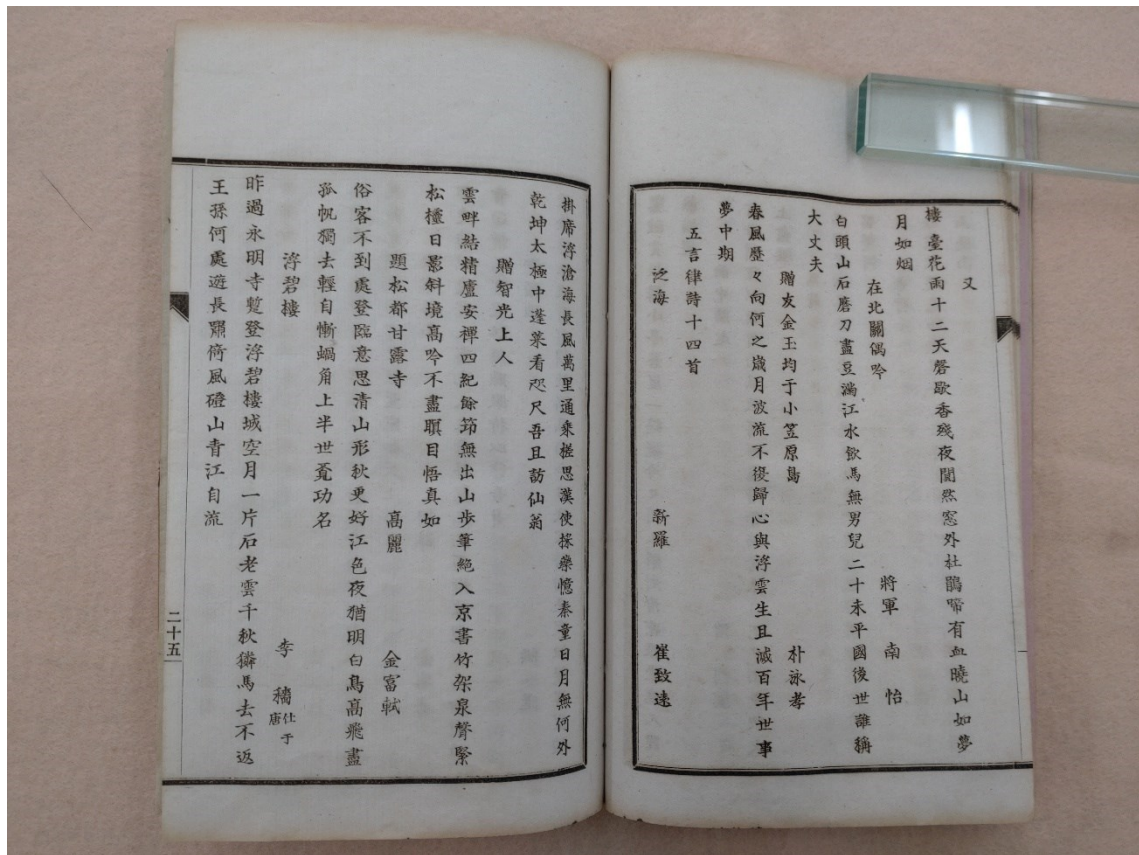 又
樓臺花雨十二天磬歇香殘夜闃然窓外杜鵑啼有血曉山如夢
月如烟
在北關偶吟 將軍 南怡
白頭山石磨刀盡豆滿江水飲馬無男兒二十未平國後世誰稱
大丈夫
贈友金玉均于小笠原島 朴泳孝
春風歷々向何之歲月波流不復歸心與浮雲生且滅百年世事
夢中期
五言律詩十四首
泛海 新羅 崔致遠
掛席浮滄海長風萬里通乘槎思漢使採藥憶秦童日月無何外
乾坤太極中蓬萊看咫尺吾且訪仙翁
贈智光上人
雲畔結精廬安禪四紀餘筇無出山步筆絕入京書竹架泉聲緊
松欞日影斜境高吟不盡瞑目悟真如
題松都甘露寺 高麗 金富軾
俗客不到處登臨意思清山形秋更好江色夜猶明白鳥高飛盡
孤帆獨去輕自慚蝸角上半世覓功名
浮碧樓 李穡仕于唐
昨過永明寺暫登浮碧樓城空月一片石老雲千秋獜馬去不返
王孫何處遊長嘯倚風磴山青江自流
二十五